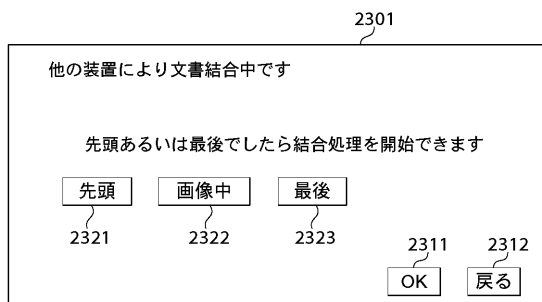 2301
他の装置により文書結合中です
先頭あるいは最後でしたら結合処理を開始できます
先頭 画像中 最後
2321 2322 2323 2311 2312
OK 戻る